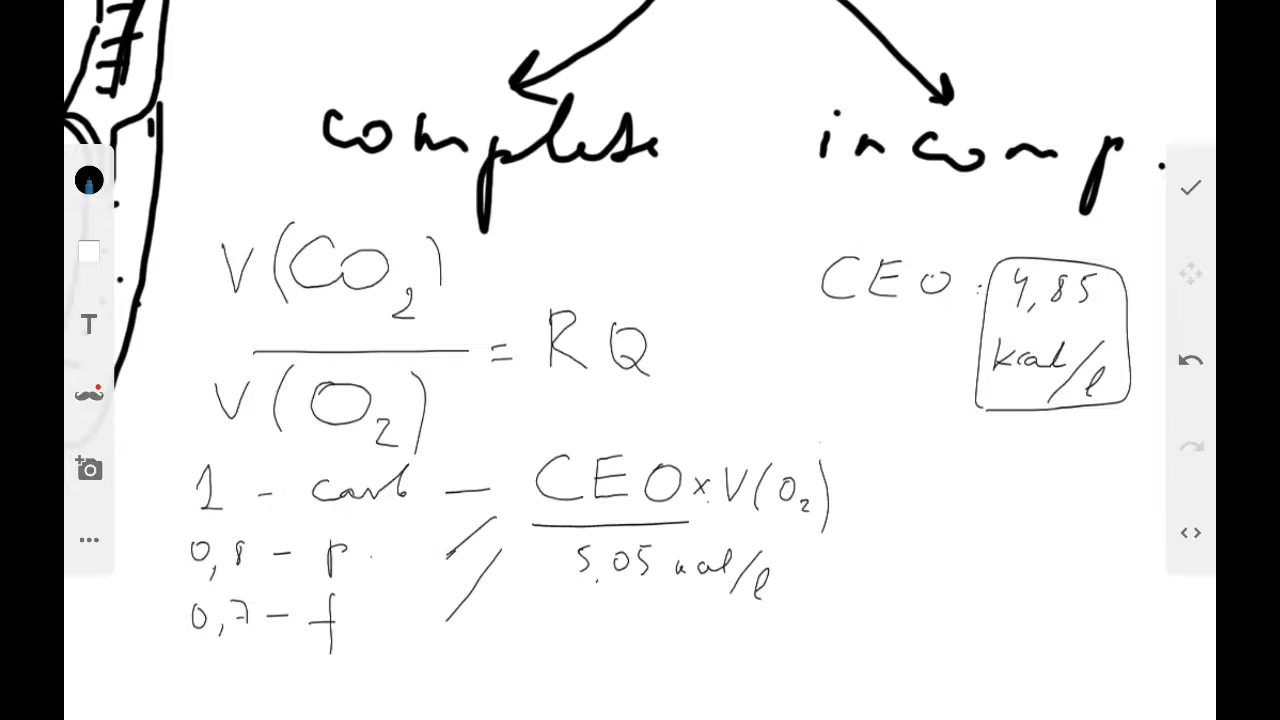 complete
incomp.
V(CO₂)
V(O₂)
= RQ
CEO: 4,85
kcal/l
1 - carb — CEO × V(O₂)
0,8 - p.
5,05 kcal/l
0,7 - f
T